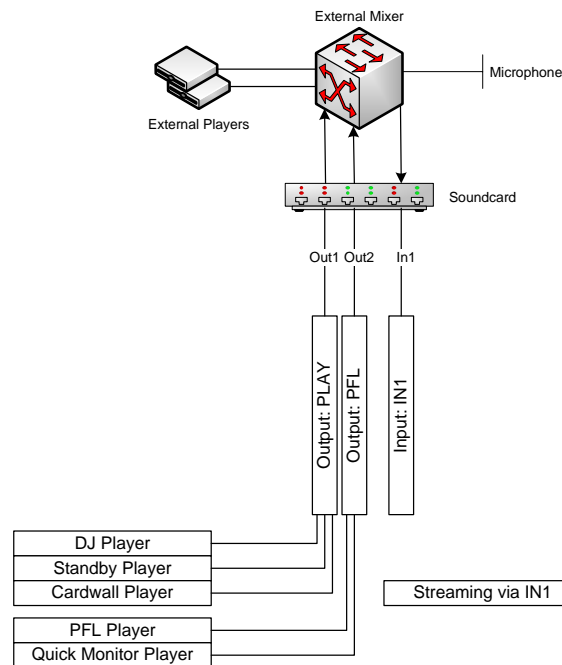 External Mixer
Microphone
External Players
Soundcard
Out1 Out2 In1
Output: PLAY
Output: PFL
Input: IN1
DJ Player
Standby Player
Cardwall Player
Streaming via IN1
PFL Player
Quick Monitor Player